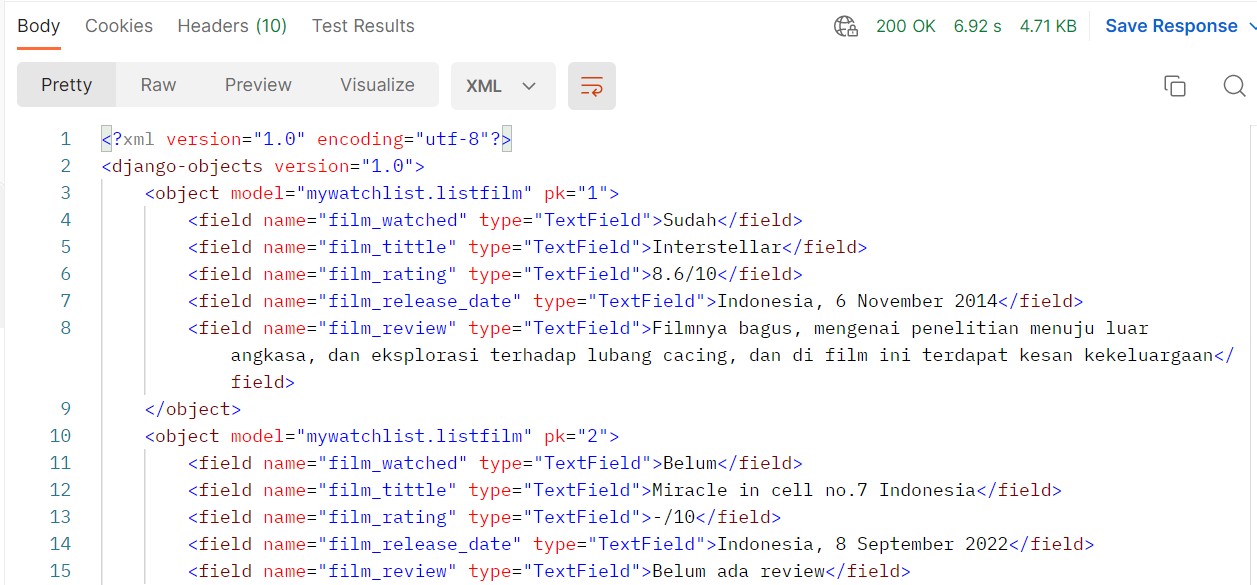 Body Cookies Headers (10) Test Results 200 OK 6.92 s 4.71 KB Save Response
Pretty Raw Preview Visualize XML
1 <?xml version="1.0" encoding="utf-8"?>
2 <django-objects version="1.0">
3 <object model="mywatchlist.listfilm" pk="1">
4 <field name="film_watched" type="TextField">Sudah</field>
5 <field name="film_tittle" type="TextField">Interstellar</field>
6 <field name="film_rating" type="TextField">8.6/10</field>
7 <field name="film_release_date" type="TextField">Indonesia, 6 November 2014</field>
8 <field name="film_review" type="TextField">Filmnya bagus, mengenai penelitian menuju luar
angkasa, dan eksplorasi terhadap lubang cacing, dan di film ini terdapat kesan kekeluargaan</
field>
9 </object>
10 <object model="mywatchlist.listfilm" pk="2">
11 <field name="film_watched" type="TextField">Belum</field>
12 <field name="film_tittle" type="TextField">Miracle in cell no.7 Indonesia</field>
13 <field name="film_rating" type="TextField">-/10</field>
14 <field name="film_release_date" type="TextField">Indonesia, 8 September 2022</field>
15 <field name="film_review" type="TextField">Belum ada review</field>